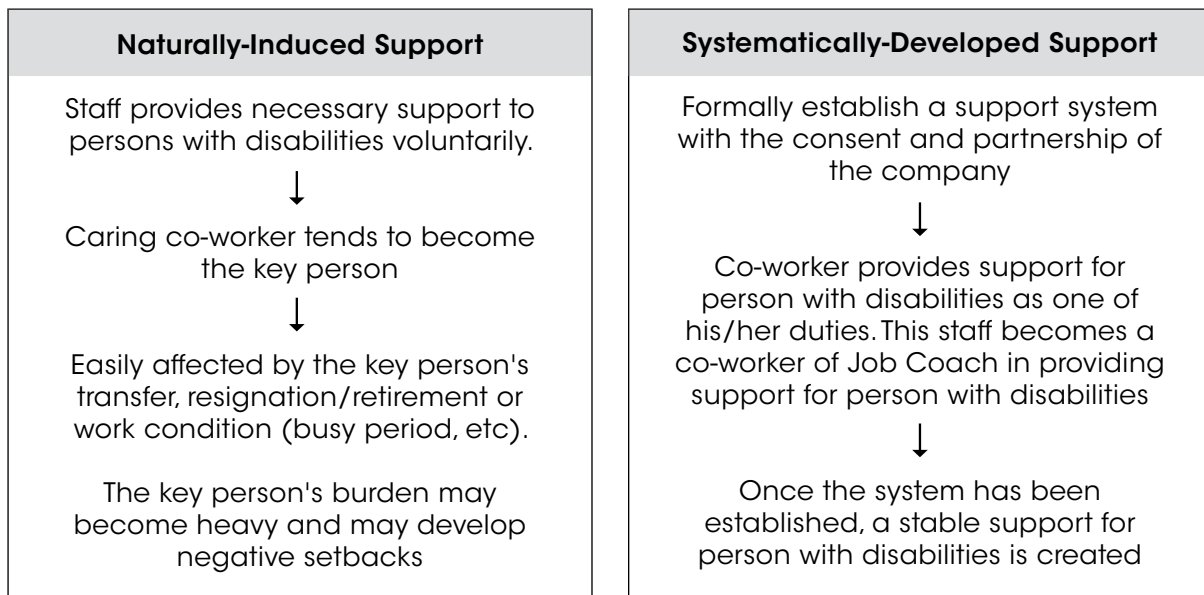 Naturally-Induced Support
Staff provides necessary support to
persons with disabilities voluntarily.
↓
Caring co-worker tends to become
the key person
↓
Easily affected by the key person's
transfer, resignation/retirement or
work condition (busy period, etc).
The key person's burden may
become heavy and may develop
negative setbacks
Systematically-Developed Support
Formally establish a support system
with the consent and partnership of
the company
↓
Co-worker provides support for
person with disabilities as one of
his/her duties. This staff becomes a
co-worker of Job Coach in providing
support for person with disabilities
↓
Once the system has been
established, a stable support for
person with disabilities is created